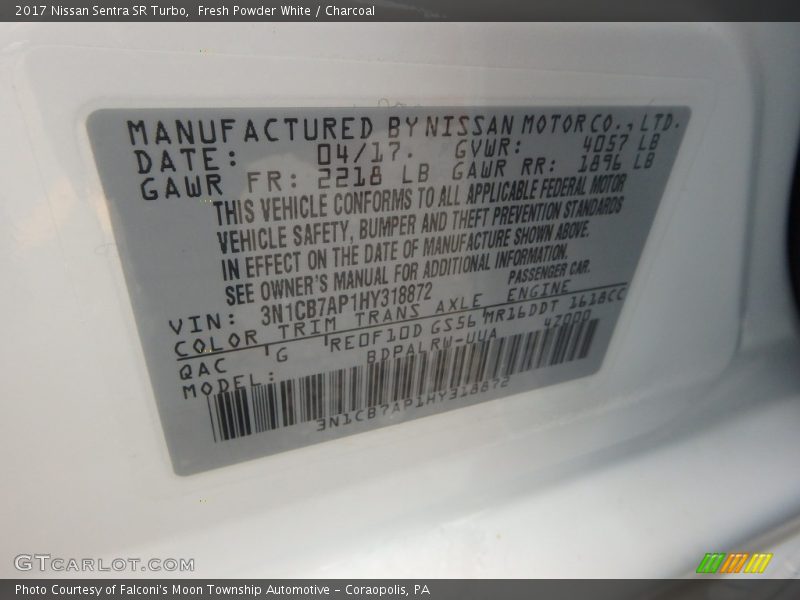 2017 Nissan Sentra SR Turbo,  Fresh Powder White / Charcoal
MANUFACTURED BY NISSAN MOTOR CO., LTD.
DATE: 04/17. GVWR: 4057 LB
GAWR FR: 2218 LB GAWR RR: 1896 LB
THIS VEHICLE CONFORMS TO ALL APPLICABLE FEDERAL MOTOR
VEHICLE SAFETY, BUMPER AND THEFT PREVENTION STANDARDS
IN EFFECT ON THE DATE OF MANUFACTURE SHOWN ABOVE.
SEE OWNER'S MANUAL FOR ADDITIONAL INFORMATION.
VIN: 3N1CB7AP1HY318872 PASSENGER CAR.
COLOR TRIM TRANS AXLE ENGINE
QAC G RE0F10D GS56 MR16DDT 1618CC
MODEL: BDPALRW-UUA 4Z000
3N1CB7AP1HY318872
GTCARLOT.COM
Photo Courtesy of Falconi's Moon Township Automotive – Coraopolis, PA